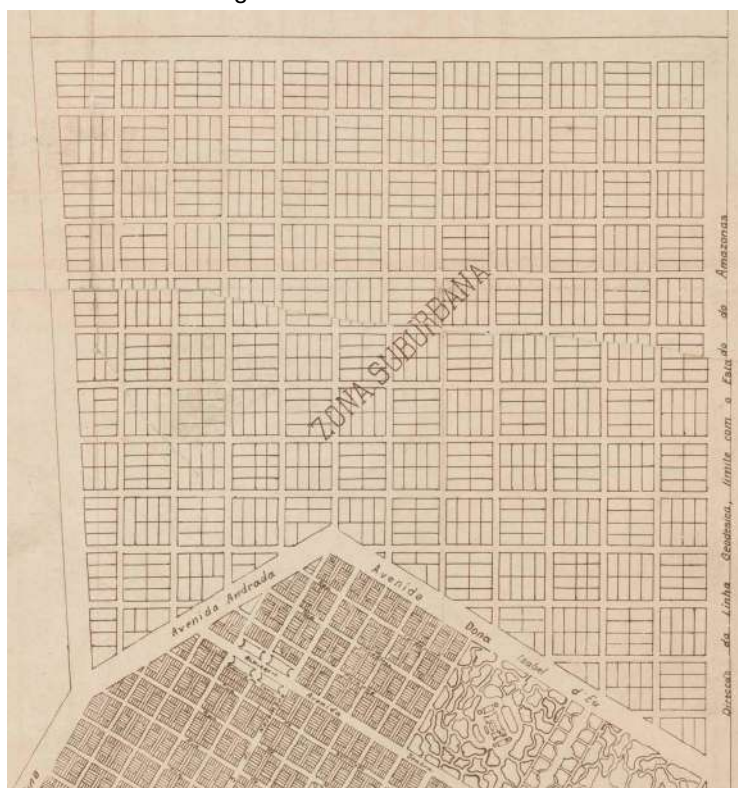 ZONA SUBURBANA
Direcção da Linha Geodesica, limite com o Estado do Amazonas
Avenida Andrada
Avenida Dona Isabel d Eu